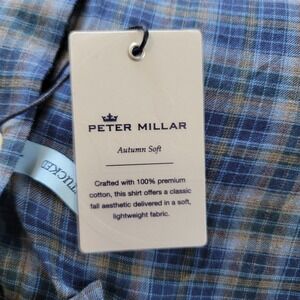 PETER MILLAR
Autumn Soft
Crafted with 100% premium
cotton, this shirt offers a classic
fall aesthetic delivered in a soft,
lightweight fabric.
TUCKED